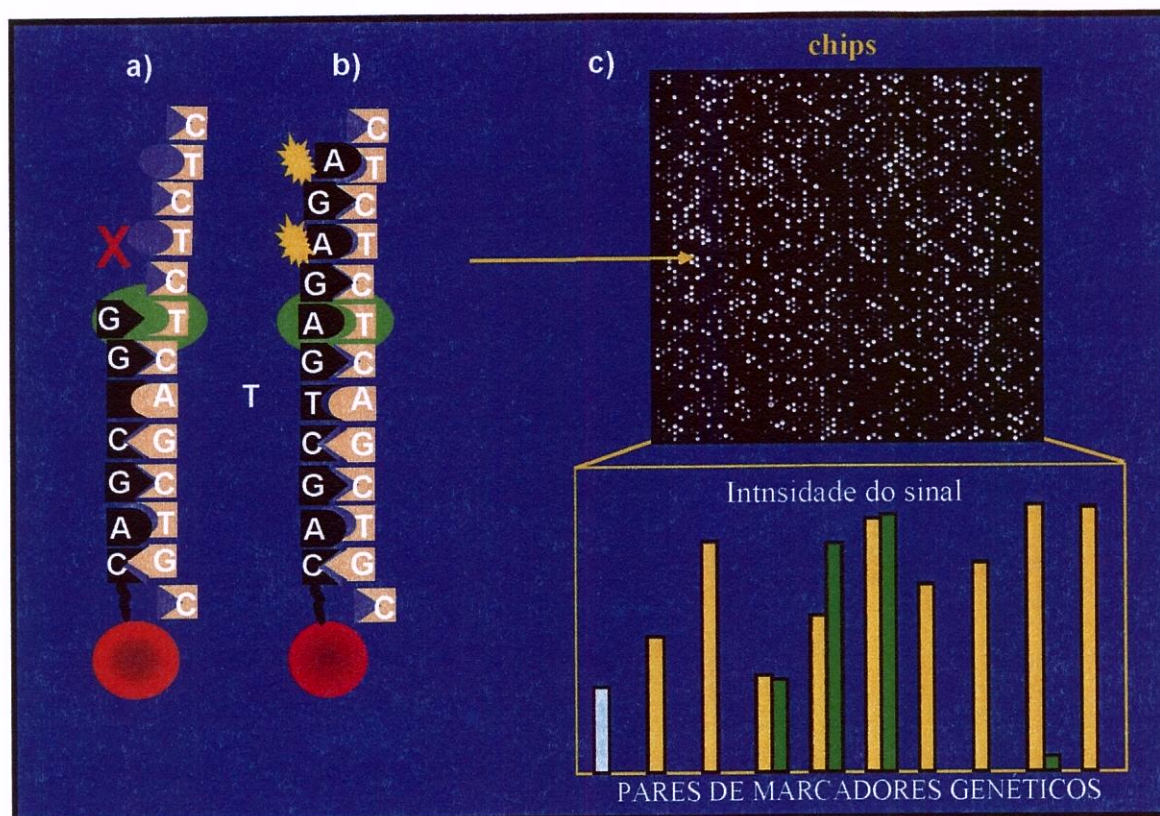 a)
b)
c)
chips
C
T
C
T
C
G T
G C
A
C G
G C
A T
C G
C
X
T
C
A T
G C
A T
G C
A T
G C
T A
C G
G C
A T
C G
C
Intnsidade do sinal
PARES DE MARCADORES GENÉTICOS